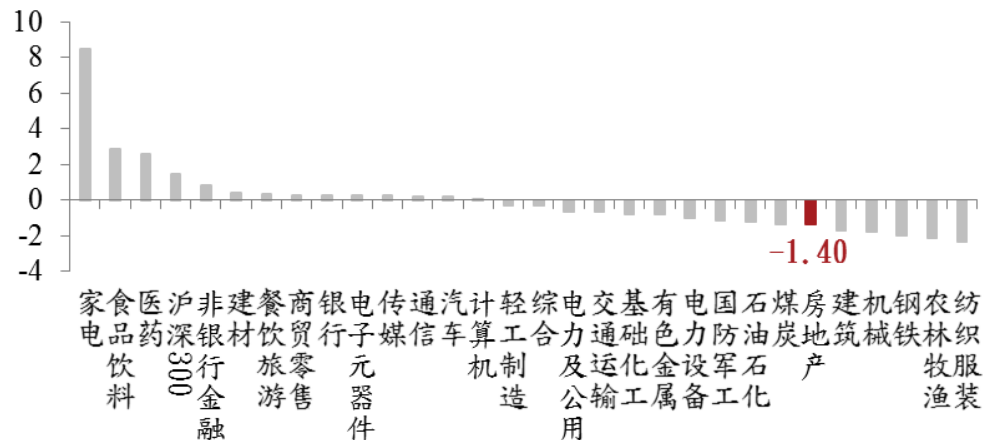 10
8
6
4
2
0
-2
-4
-1.40
家电
食品饮料
医药
沪深300
非银行金融
建材
餐饮旅游
商贸零售
银行
电子元器件
传媒
通信
汽车
计算机
轻工制造
综合
电力及公用
交通运输
基础化工
有色金属
电力设备
国防军工
石油石化
煤炭
房地产
建筑
机械
钢铁
农林牧渔
纺织服装